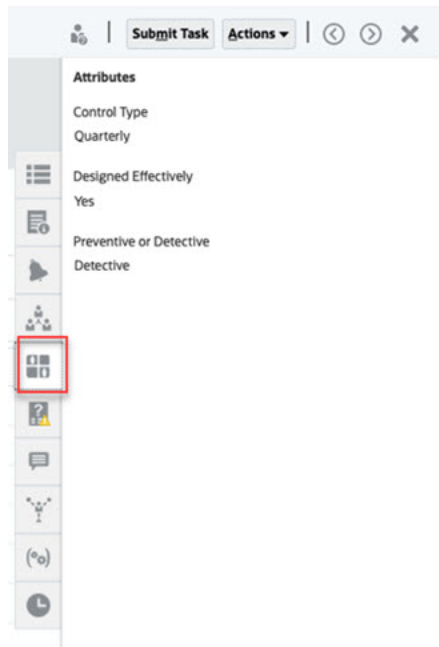 Submit Task Actions
Attributes
Control Type
Quarterly
Designed Effectively
Yes
Preventive or Detective
Detective